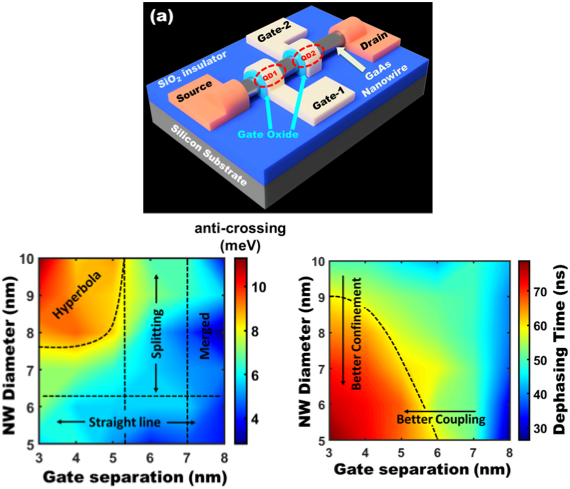 (a)
Gate-2
Drain
SiO2 insulator
QD1
QD2
GaAs
Nanowire
Source
Gate-1
Gate Oxide
Silicon Substrate
anti-crossing
(meV)
10
9
8
7
6
5
NW Diameter (nm)
Hyperbola
Splitting
Merged
Straight line
3 4 5 6 7 8
Gate separation (nm)
10
8
6
4
10
9
8
7
6
5
NW Diameter (nm)
Better Confinement
Better Coupling
3 4 5 6 7 8
Gate separation (nm)
70
60
50
40
30
Dephasing Time (ns)